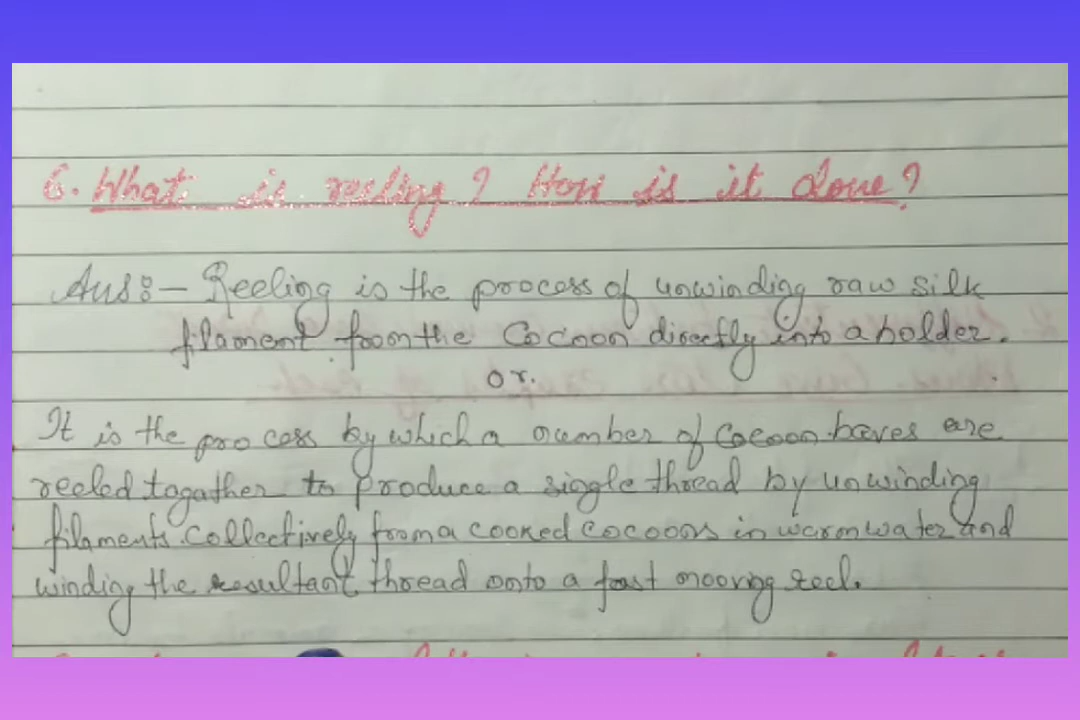 6. What is reeling? How is it done?
Ans:- Reeling is the process of unwinding raw silk
filament from the Cocoon directly into a holder.
or.
It is the process by which a number of Cocoon baves are
reeled togather to produce a single thread by unwinding
filaments collectively from a cooked cocoons in warm water and
winding the resultant thread onto a fast mooving reel.